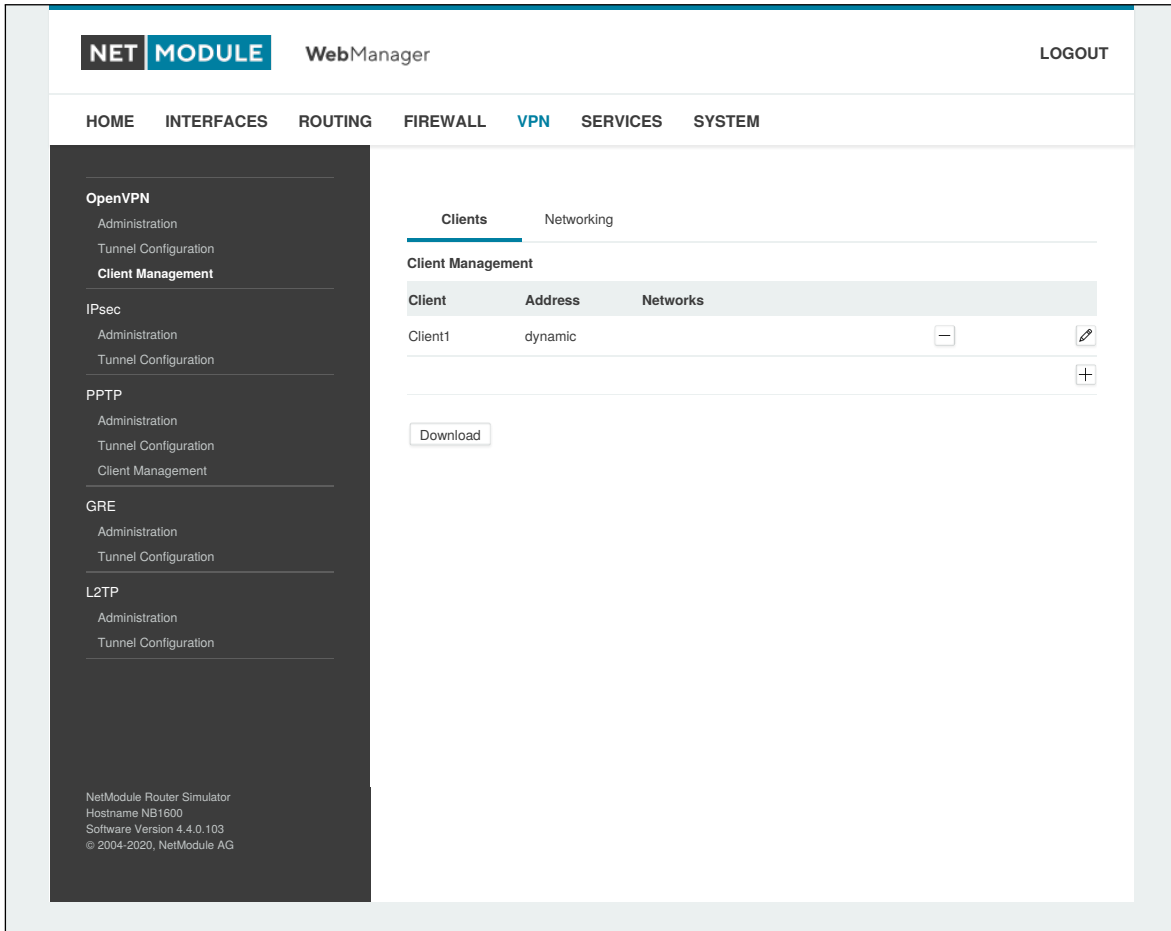 NET MODULE WebManager LOGOUT
HOME INTERFACES ROUTING FIREWALL VPN SERVICES SYSTEM
OpenVPN
Administration
Tunnel Configuration
Client Management
IPsec
Administration
Tunnel Configuration
PPTP
Administration
Tunnel Configuration
Client Management
GRE
Administration
Tunnel Configuration
L2TP
Administration
Tunnel Configuration
NetModule Router Simulator
Hostname NB1600
Software Version 4.4.0.103
© 2004-2020, NetModule AG
Clients Networking
Client Management
Client Address Networks
Client1 dynamic
Download